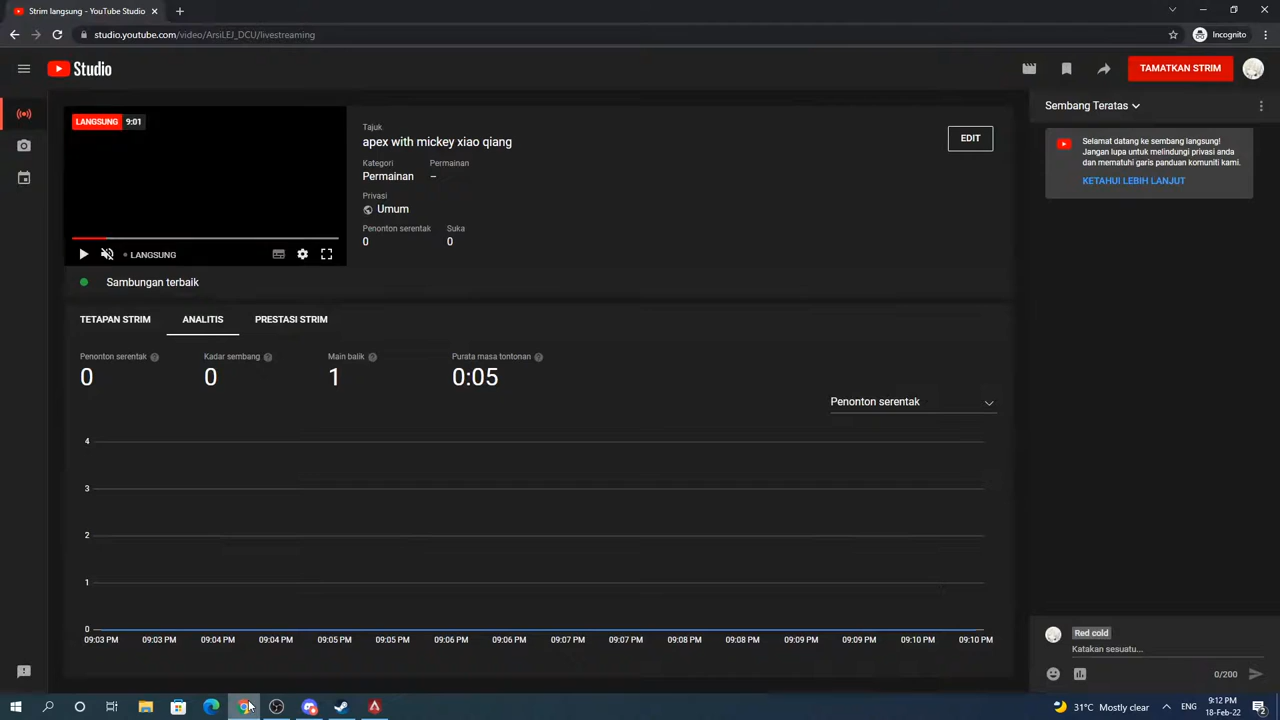 Strim langsung - YouTube Studio
studio.youtube.com/video/ArsiLEJ_DCU/livestreaming
Incognito
Studio
TAMATKAN STRIM
LANGSUNG 9:01
LANGSUNG
Tajuk
apex with mickey xiao qiang
Kategori Permainan
Permainan –
Privasi
Umum
Penonton serentak Suka
0 0
EDIT
Sambungan terbaik
TETAPAN STRIM ANALITIS PRESTASI STRIM
Penonton serentak Kadar sembang Main balik Purata masa tontonan
0 0 1 0:05
Penonton serentak
4
3
2
1
0
09:03 PM 09:03 PM 09:04 PM 09:04 PM 09:05 PM 09:05 PM 09:06 PM 09:06 PM 09:07 PM 09:07 PM 09:08 PM 09:08 PM 09:09 PM 09:09 PM 09:10 PM 09:10 PM
Sembang Teratas
Selamat datang ke sembang langsung!
Jangan lupa untuk melindungi privasi anda
dan mematuhi garis panduan komuniti kami.
KETAHUI LEBIH LANJUT
Red cold
Katakan sesuatu...
0/200
31°C Mostly clear
ENG
9:12 PM
18-Feb-22
2